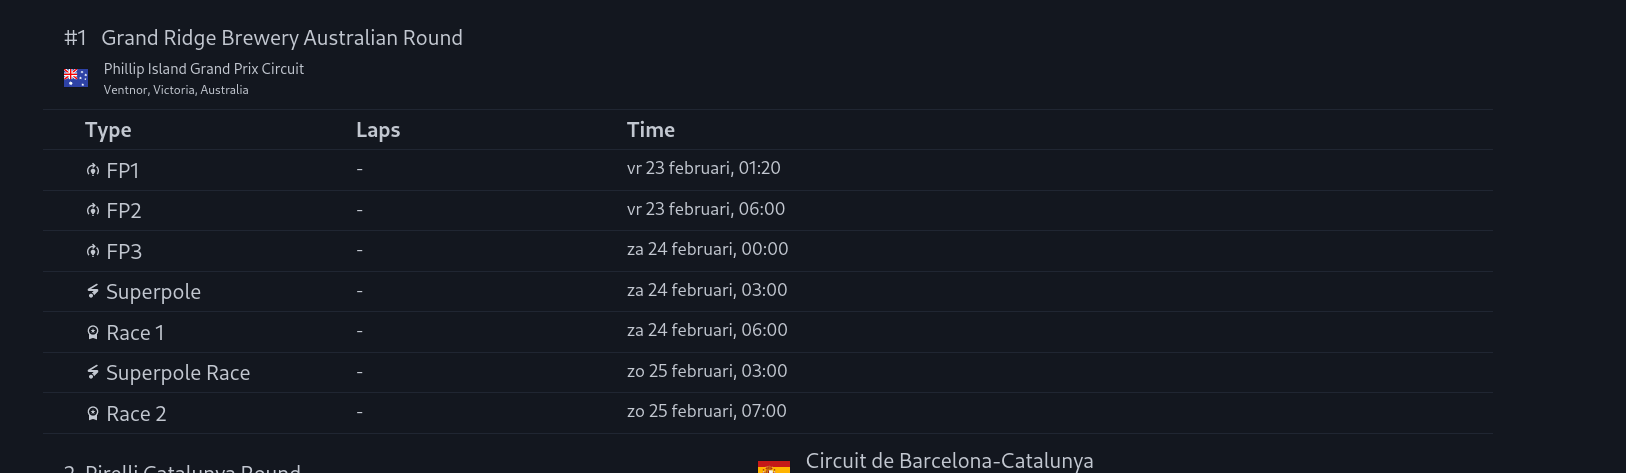 #1 Grand Ridge Brewery Australian Round
Phillip Island Grand Prix Circuit
Ventnor, Victoria, Australia
Type Laps Time
FP1 - vr 23 februari, 01:20
FP2 - vr 23 februari, 06:00
FP3 - za 24 februari, 00:00
Superpole - za 24 februari, 03:00
Race 1 - za 24 februari, 06:00
Superpole Race - zo 25 februari, 03:00
Race 2 - zo 25 februari, 07:00
2 Pirelli Catalunya Round
Circuit de Barcelona-Catalunya